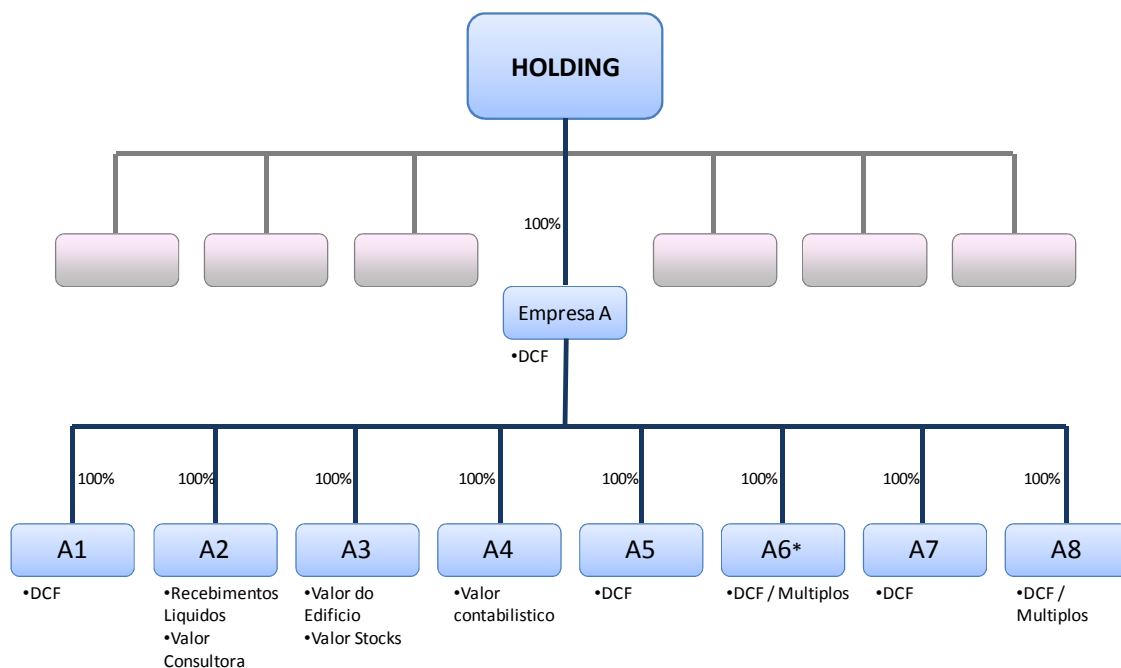 HOLDING
100%
Empresa A
•DCF
100%
100%
100%
100%
100%
100%
100%
100%
A1
A2
A3
A4
A5
A6*
A7
A8
•DCF
•Recebimentos
Liquidos
•Valor
Consultora
•Valor do
Edificio
•Valor Stocks
•Valor
contabilistico
•DCF
•DCF / Multiplos
•DCF
•DCF /
Multiplos